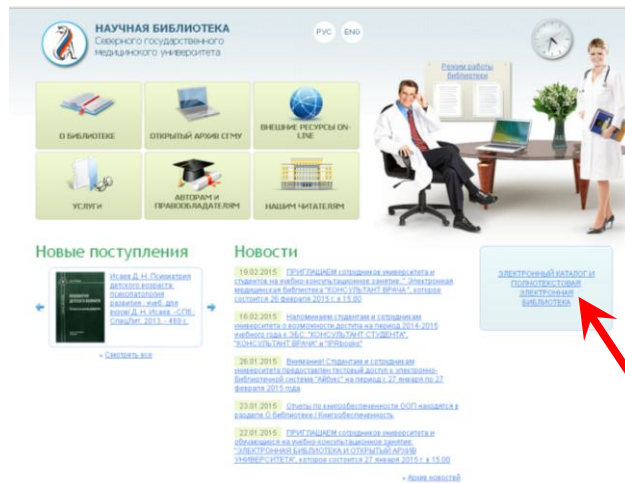 НАУЧНАЯ БИБЛИОТЕКА
Северного государственного
медицинского университета
РУС ENG
Режим работы
библиотеки
О БИБЛИОТЕКЕ
ОТКРЫТЫЙ АРХИВ СГМУ
ВНЕШНИЕ РЕСУРСЫ ON-
LINE
УСЛУГИ
АВТОРАМ И
ПРАВООБЛАДАТЕЛЯМ
НАШИМ ЧИТАТЕЛЯМ
Новые поступления
Исаев Д. Н. Психиатрия
детского возраста:
психопатология
развития : учеб. для
вузов/ Д. Н. Исаев. -СПб.:
СпецЛит, 2013. - 469 с.
» Смотреть все
Новости
19.02.2015 ПРИГЛАШАЕМ сотрудников университета и
студентов на учебно-консультационное занятие: " Электронная
медицинская библиотека "КОНСУЛЬТАНТ ВРАЧА", которое
состоится 26 февраля 2015 г. в 15.00
16.02.2015 Напоминаем студентам и сотрудникам
университета о возможности доступа на период 2014-2015
учебного года к ЭБС: "КОНСУЛЬТАНТ СТУДЕНТА",
"КОНСУЛЬТАНТ ВРАЧА" и "IPRbooks"
26.01.2015 Внимание! Студентам и сотрудникам
университета предоставлен тестовый доступ к электронно-
библиотечной системе "Айбукс" на период с 27 января по 27
февраля 2015 года
23.01.2015 Отчеты по книгообеспеченности ООП находятся в
разделе О библиотеке / Книгообеспеченность
22.01.2015 ПРИГЛАШАЕМ сотрудников университета и
обучающихся на учебно-консультационное занятие:
"ЭЛЕКТРОННАЯ БИБЛИОТЕКА И ОТКРЫТЫЙ АРХИВ
УНИВЕРСИТЕТА", которое состоится 27 января 2015 г. в 15.00
» Архив новостей
ЭЛЕКТРОННЫЙ КАТАЛОГ И
ПОЛНОТЕКСТОВАЯ
ЭЛЕКТРОННАЯ
БИБЛИОТЕКА